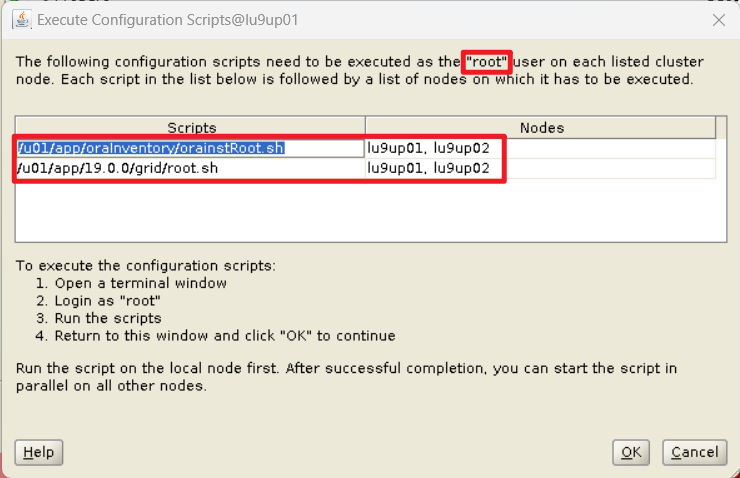 Execute Configuration Scripts@lu9up01
The following configuration scripts need to be executed as the "root" user on each listed cluster
node. Each script in the list below is followed by a list of nodes on which it has to be executed.
Scripts Nodes
/u01/app/oraInventory/orainstRoot.sh lu9up01, lu9up02
/u01/app/19.0.0/grid/root.sh lu9up01, lu9up02
To execute the configuration scripts:
1. Open a terminal window
2. Login as "root"
3. Run the scripts
4. Return to this window and click "OK" to continue
Run the script on the local node first. After successful completion, you can start the script in
parallel on all other nodes.
Help OK Cancel